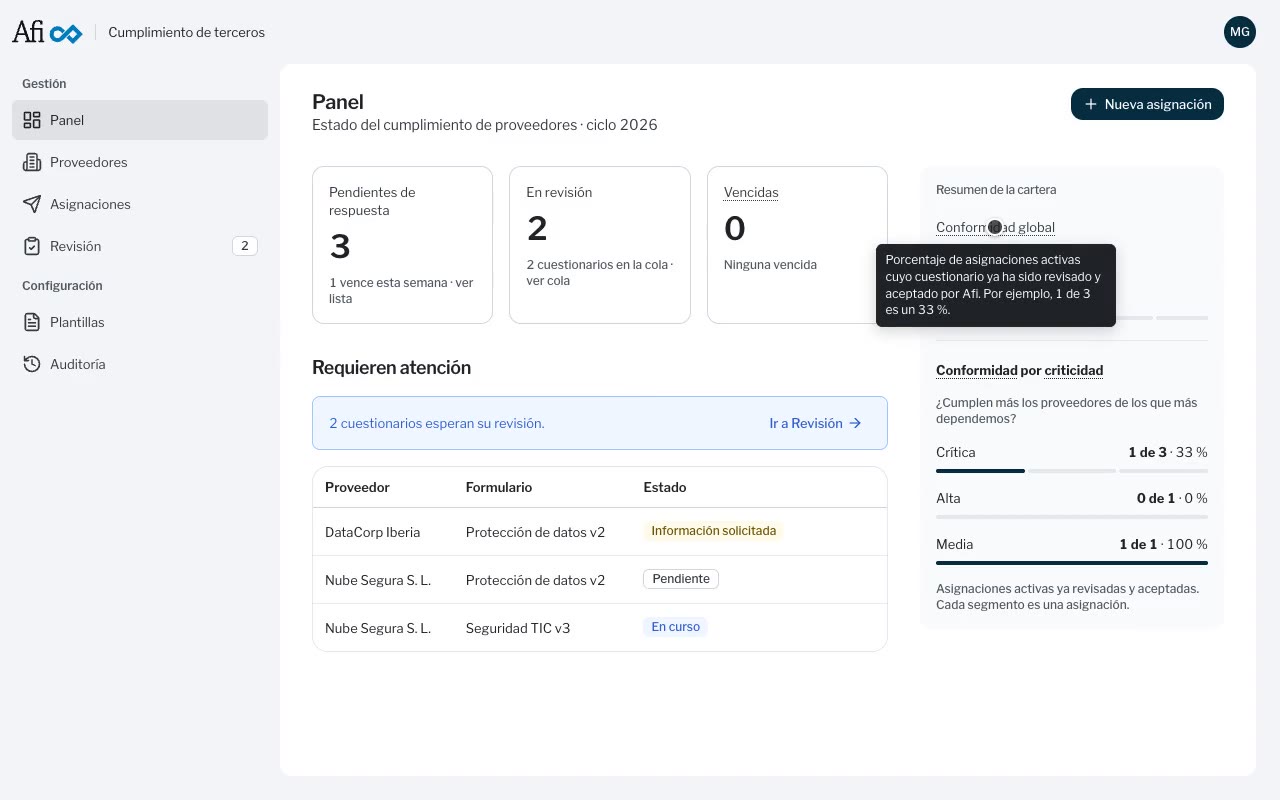 Afi
Cumplimiento de terceros
MG
Gestión
Panel
Proveedores
Asignaciones
Revisión
2
Configuración
Plantillas
Auditoría
Panel
Estado del cumplimiento de proveedores · ciclo 2026
Nueva asignación
Pendientes de
respuesta
3
1 vence esta semana · ver
lista
En revisión
2
2 cuestionarios en la cola ·
ver cola
Vencidas
0
Ninguna vencida
Requieren atención
2 cuestionarios esperan su revisión.
Ir a Revisión
Proveedor Formulario Estado
DataCorp Iberia Protección de datos v2 Información solicitada
Nube Segura S. L. Protección de datos v2 Pendiente
Nube Segura S. L. Seguridad TIC v3 En curso
Resumen de la cartera
Conformidad global
Porcentaje de asignaciones activas
cuyo cuestionario ya ha sido revisado y
aceptado por Afi. Por ejemplo, 1 de 3
es un 33 %.
Conformidad por criticidad
¿Cumplen más los proveedores de los que más
dependemos?
Crítica 1 de 3 · 33 %
Alta 0 de 1 · 0 %
Media 1 de 1 · 100 %
Asignaciones activas ya revisadas y aceptadas.
Cada segmento es una asignación.